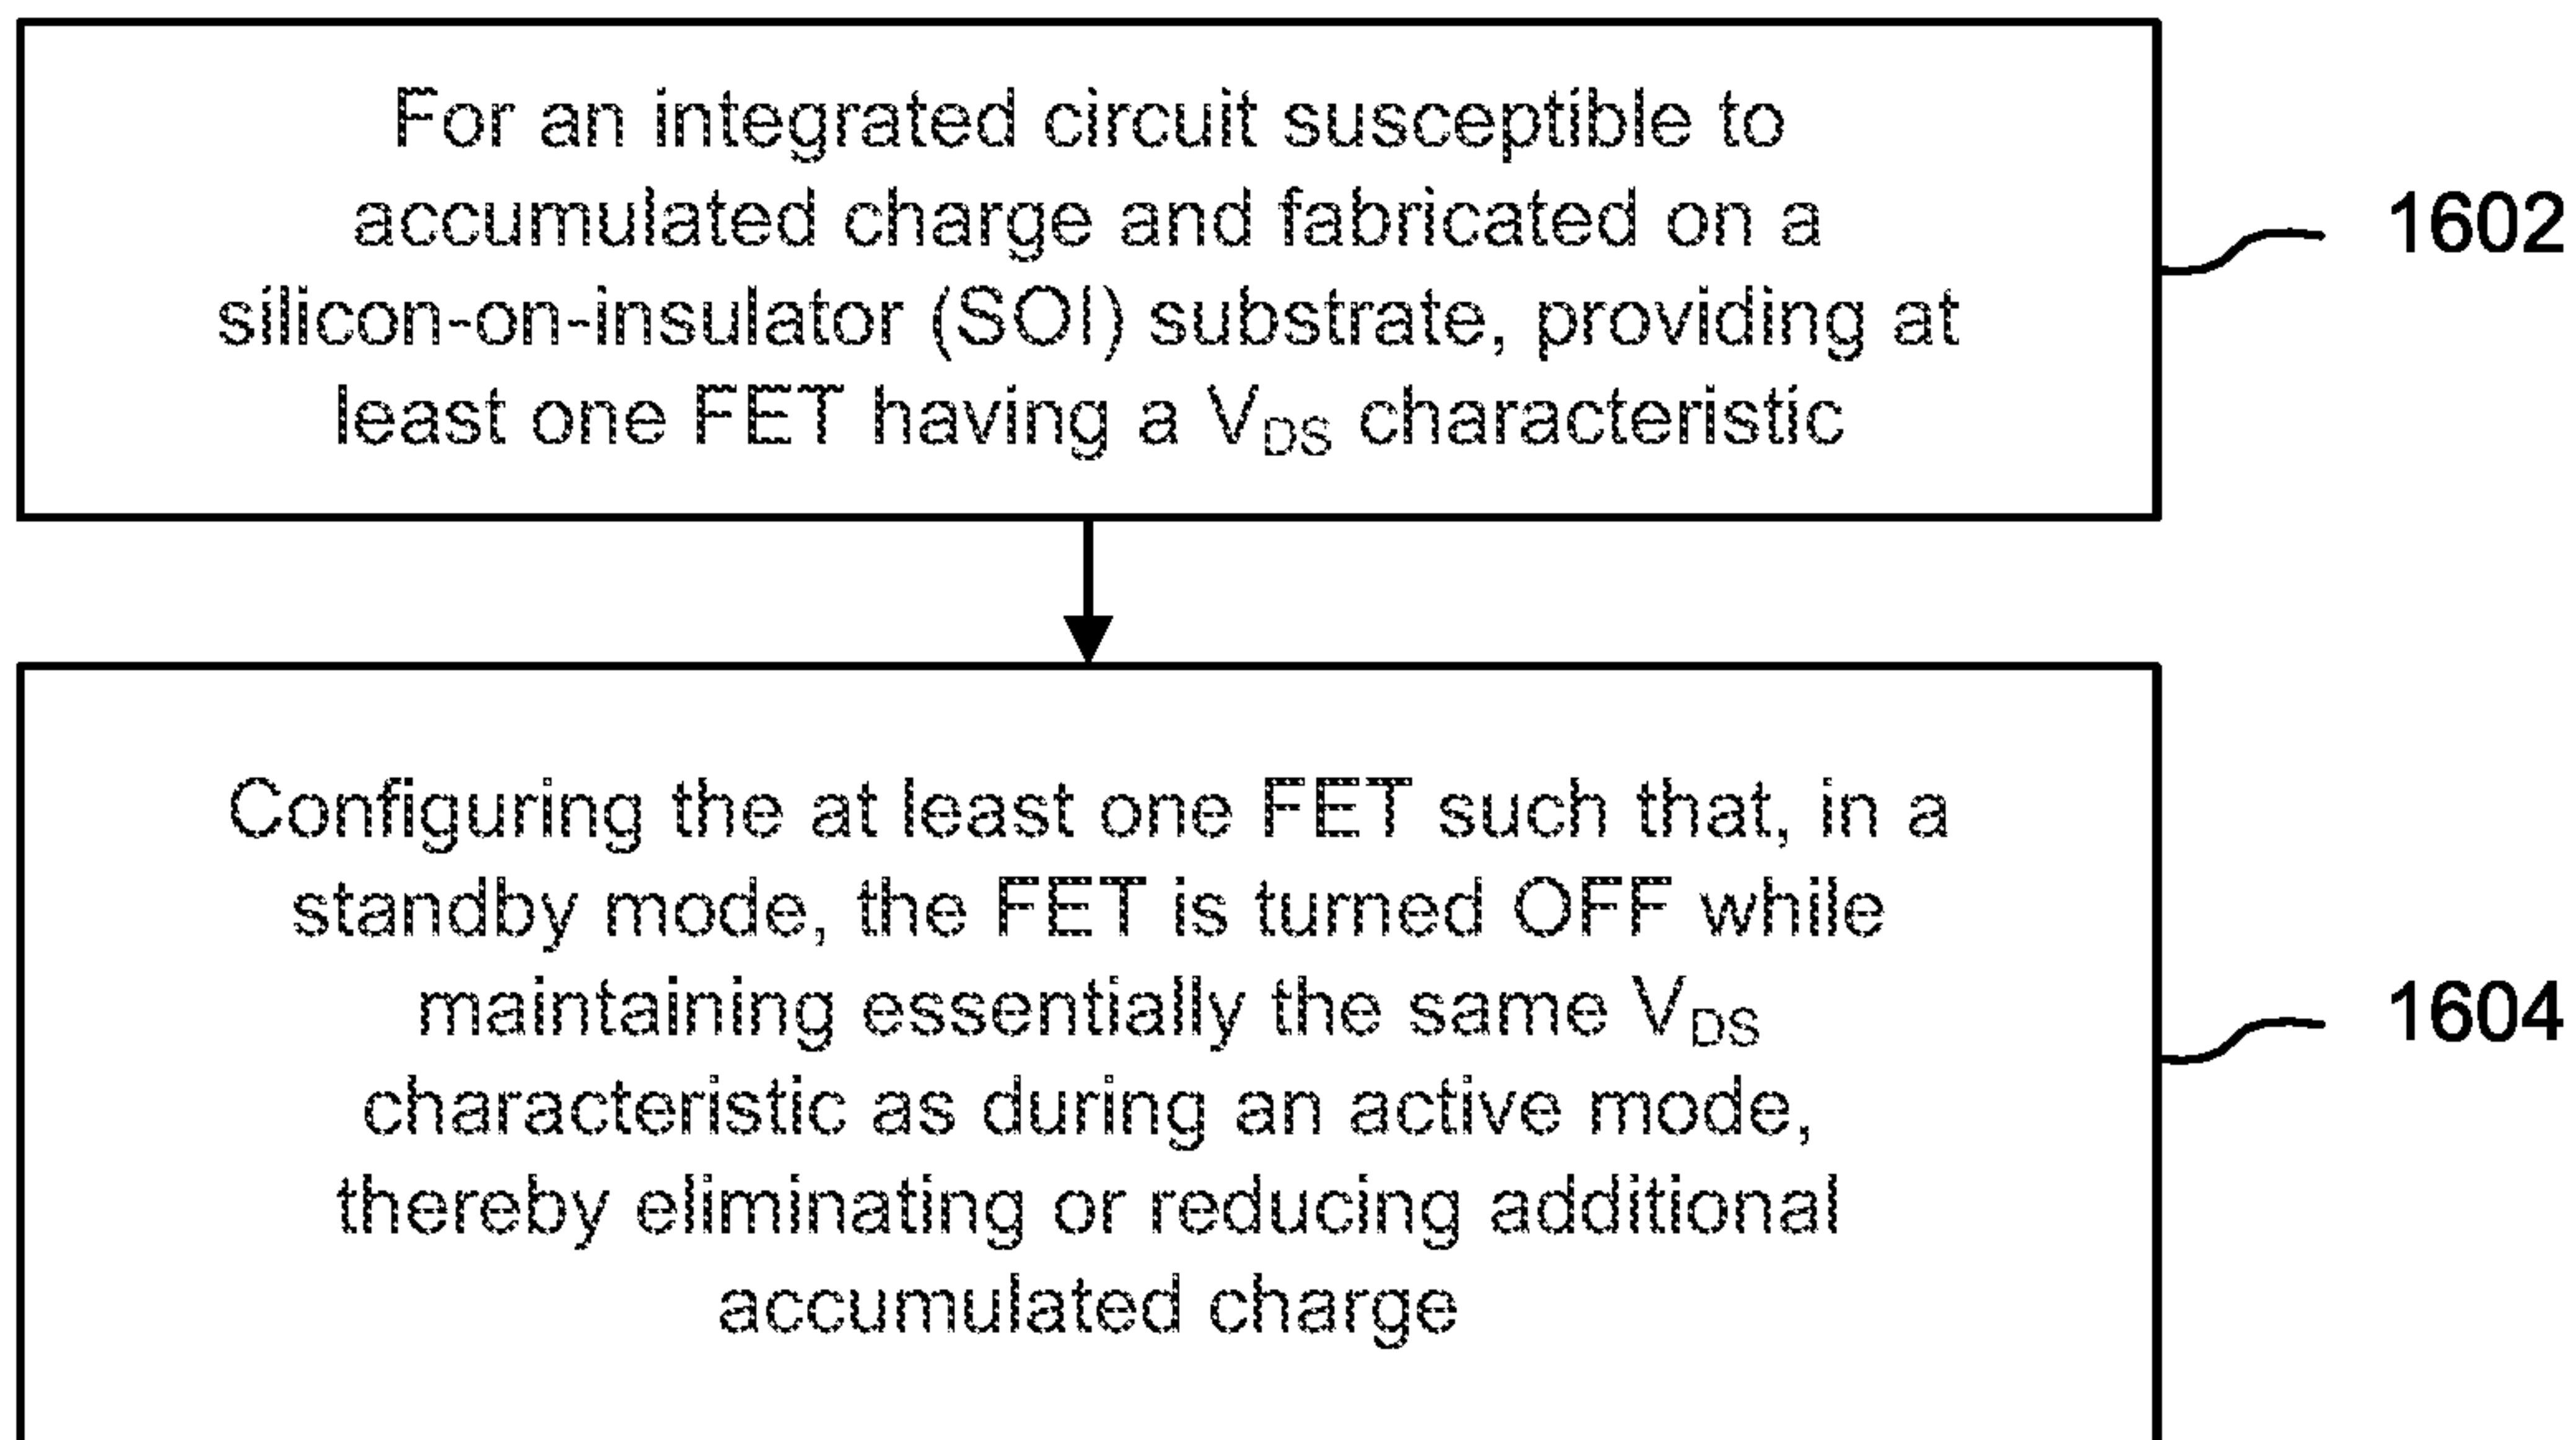 For an integrated circuit susceptible to
accumulated charge and fabricated on a
silicon-on-insulator (SOI) substrate, providing at
least one FET having a VDS characteristic
1602
Configuring the at least one FET such that, in a
standby mode, the FET is turned OFF while
maintaining essentially the same VDS
characteristic as during an active mode,
thereby eliminating or reducing additional
accumulated charge
1604